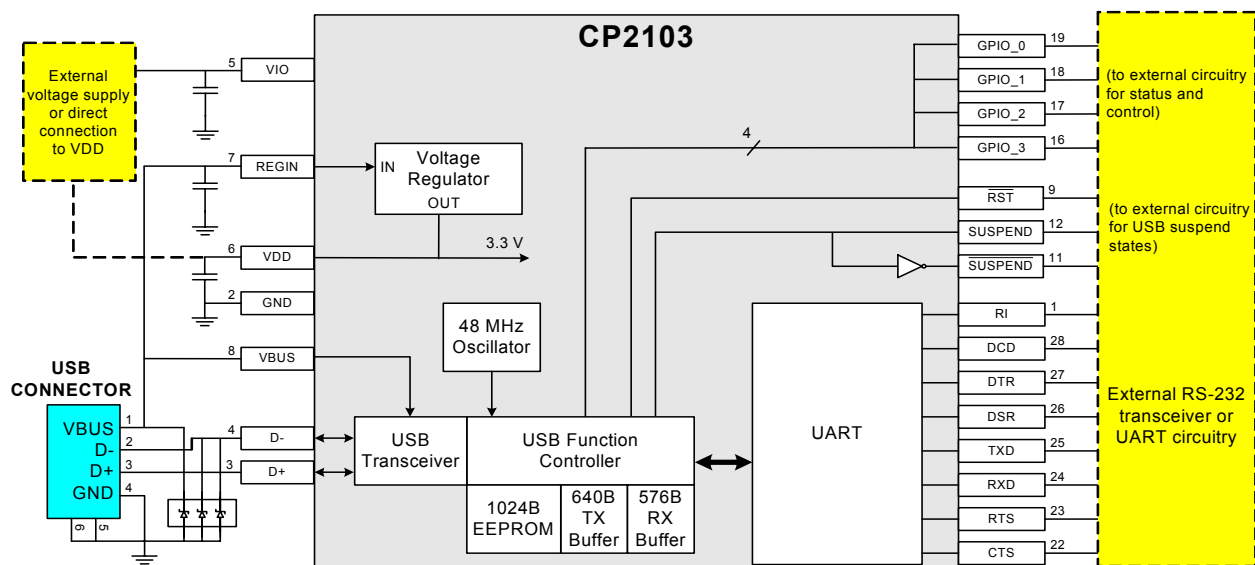 CP2103
External
voltage supply
or direct
connection
to VDD
5
VIO
7
REGIN
6
VDD
2
GND
8
VBUS
4
D-
3
D+
IN
Voltage
Regulator
OUT
3.3 V
48 MHz
Oscillator
USB
Transceiver
USB Function
Controller
1024B
EEPROM
640B
TX
Buffer
576B
RX
Buffer
UART
4
GPIO_0
19
GPIO_1
18
GPIO_2
17
GPIO_3
16
RST
9
SUSPEND
12
SUSPEND
11
RI
1
DCD
28
DTR
27
DSR
26
TXD
25
RXD
24
RTS
23
CTS
22
(to external circuitry
for status and
control)
(to external circuitry
for USB suspend
states)
External RS-232
transceiver or
UART circuitry
USB
CONNECTOR
VBUS
1
D-
2
D+
3
GND
4
6
5